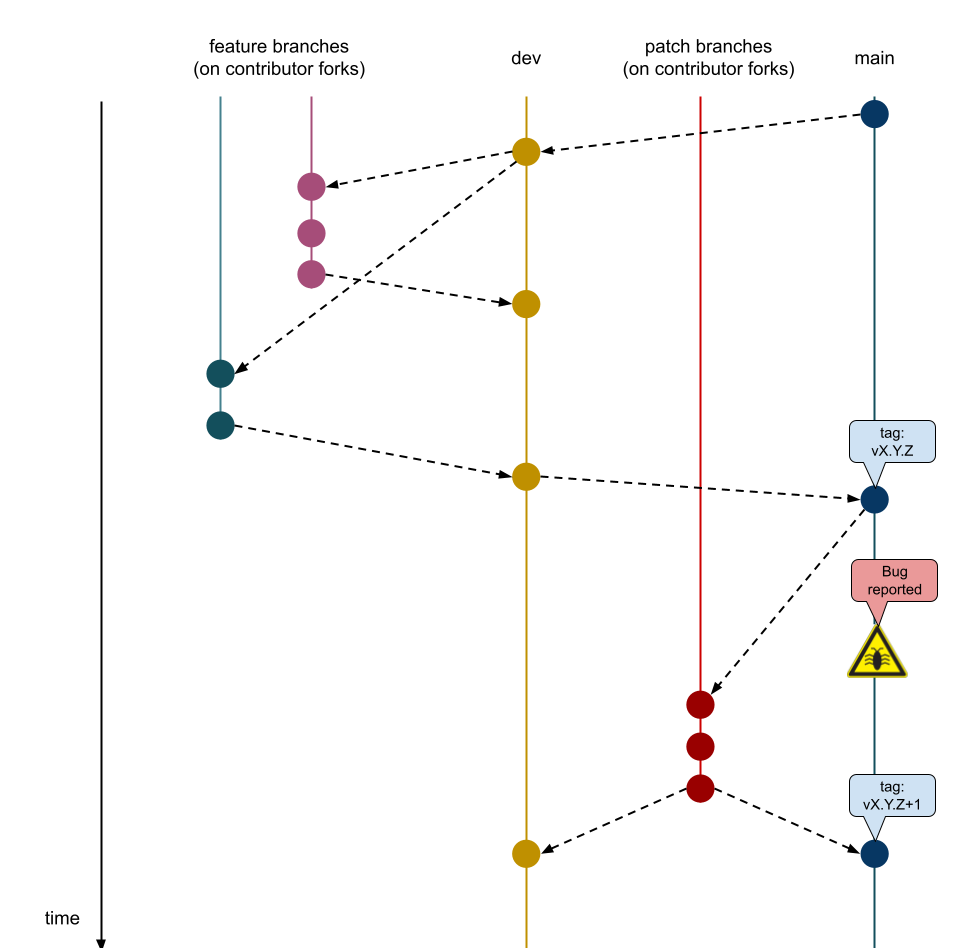 feature branches
(on contributor forks)
dev
patch branches
(on contributor forks)
main
tag:
vX.Y.Z
Bug
reported
tag:
vX.Y.Z+1
time